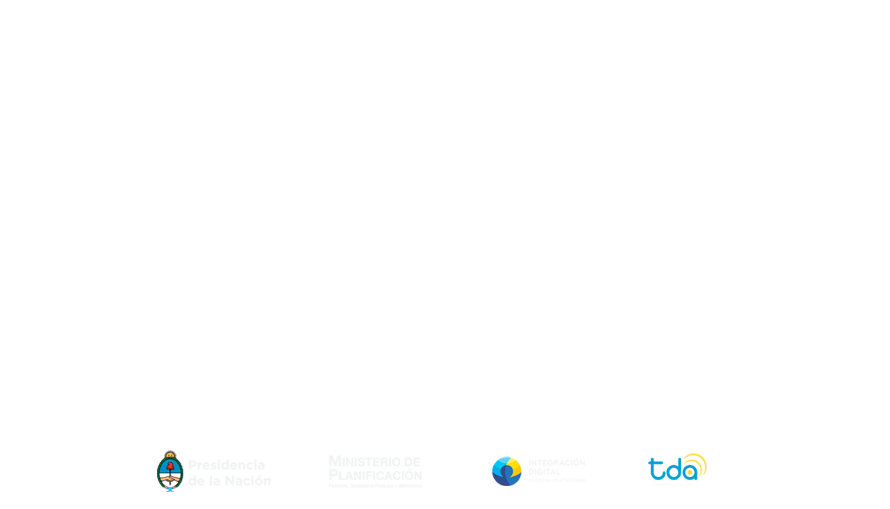 Presidencia
de la Nación
MINISTERIO DE
PLANIFICACIÓN
INTEGRACIÓN
DIGITAL
tda